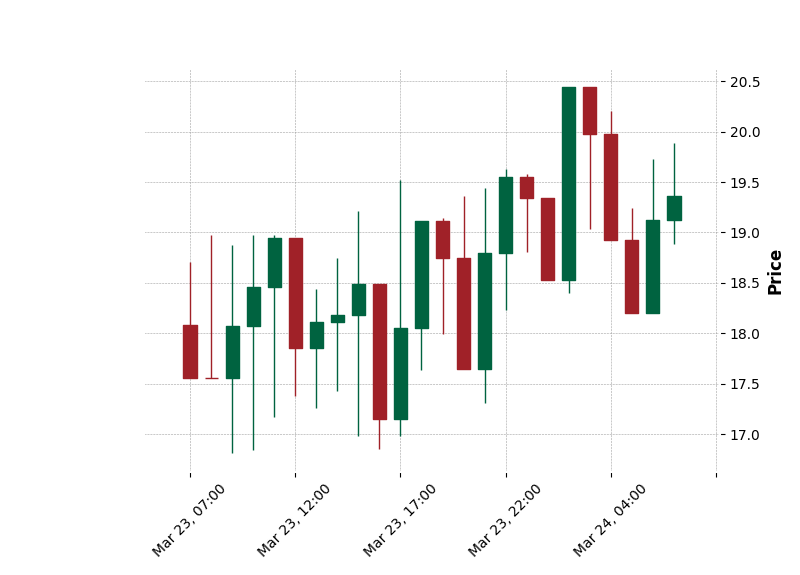 20.5
20.0
19.5
19.0
18.5
18.0
17.5
17.0
Price
Mar 23, 07:00
Mar 23, 12:00
Mar 23, 17:00
Mar 23, 22:00
Mar 24, 04:00